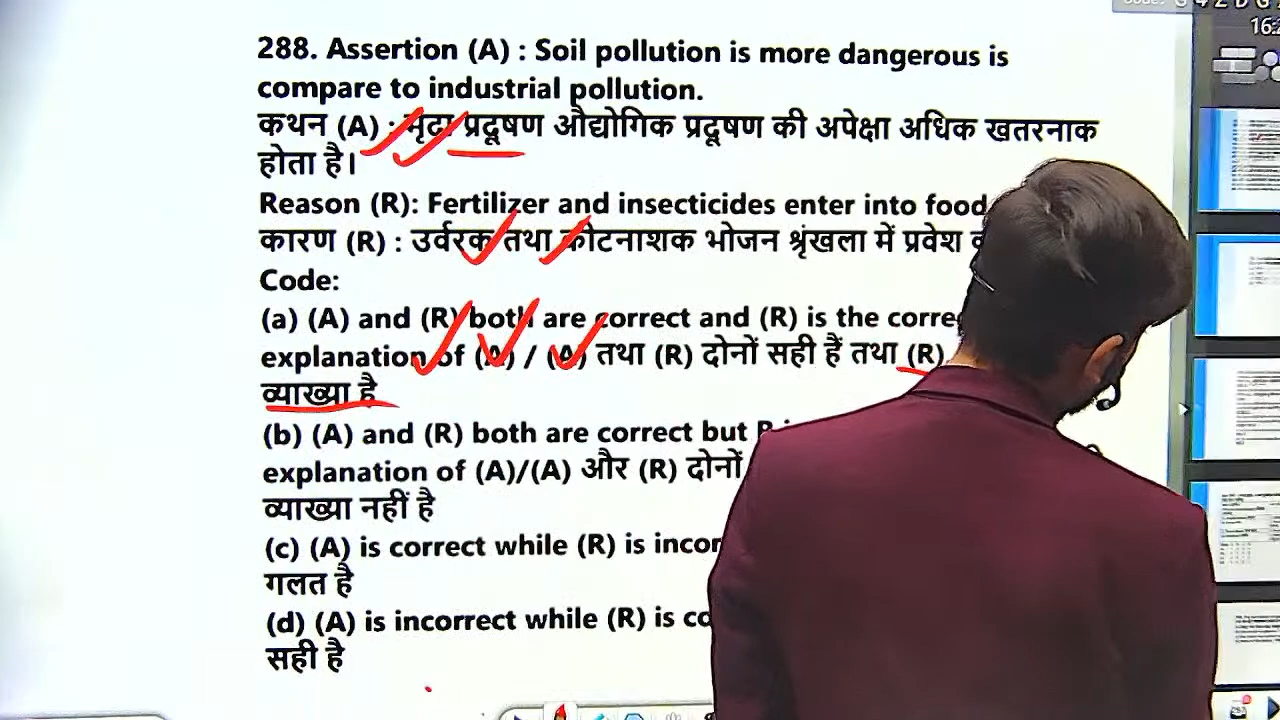 288. Assertion (A) : Soil pollution is more dangerous is
compare to industrial pollution.
कथन (A) : मृदा प्रदूषण औद्योगिक प्रदूषण की अपेक्षा अधिक खतरनाक
होता है।
Reason (R): Fertilizer and insecticides enter into food
कारण (R) : उर्वरक तथा कीटनाशक भोजन श्रृंखला में प्रवेश
Code:
(a) (A) and (R) both are correct and (R) is the
explanation of (A) / (A) तथा (R) दोनों सही हैं तथा (R)
व्याख्या है
(b) (A) and (R) both are correct but
explanation of (A)/(A) और (R) दोनों
व्याख्या नहीं है
(c) (A) is correct while (R) is
गलत है
(d) (A) is incorrect while (R) is
सही है